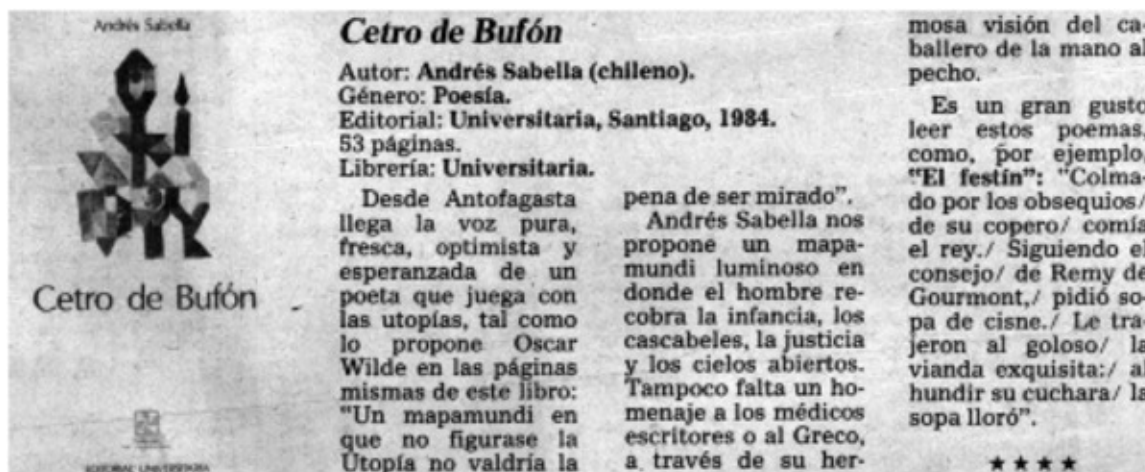 Andrés Sabella
Cetro de Bufón
EDITORIAL UNIVERSITARIA
Cetro de Bufón
Autor: Andrés Sabella (chileno).
Género: Poesía.
Editorial: Universitaria, Santiago, 1984.
53 páginas.
Librería: Universitaria.
Desde Antofagasta
llega la voz pura,
fresca, optimista y
esperanzada de un
poeta que juega con
las utopías, tal como
lo propone Oscar
Wilde en las páginas
mismas de este libro:
"Un mapamundi en
que no figurase la
Utopía no valdría la
pena de ser mirado".
Andrés Sabella nos
propone un mapa-
mundi luminoso en
donde el hombre re-
cobra la infancia, los
cascabeles, la justicia
y los cielos abiertos.
Tampoco falta un ho-
menaje a los médicos
escritores o al Greco,
a través de su her-
mosa visión del ca-
ballero de la mano al
pecho.
Es un gran gusto
leer estos poemas,
como, por ejemplo,
"El festín": "Colma-
do por los obsequios/
de su copero/ comía
el rey./ Siguiendo el
consejo/ de Remy de
Gourmont,/ pidió so-
pa de cisne./ Le tra-
jeron al goloso/ la
vianda exquisita:/ al
hundir su cuchara/ la
sopa lloró".
★★★★